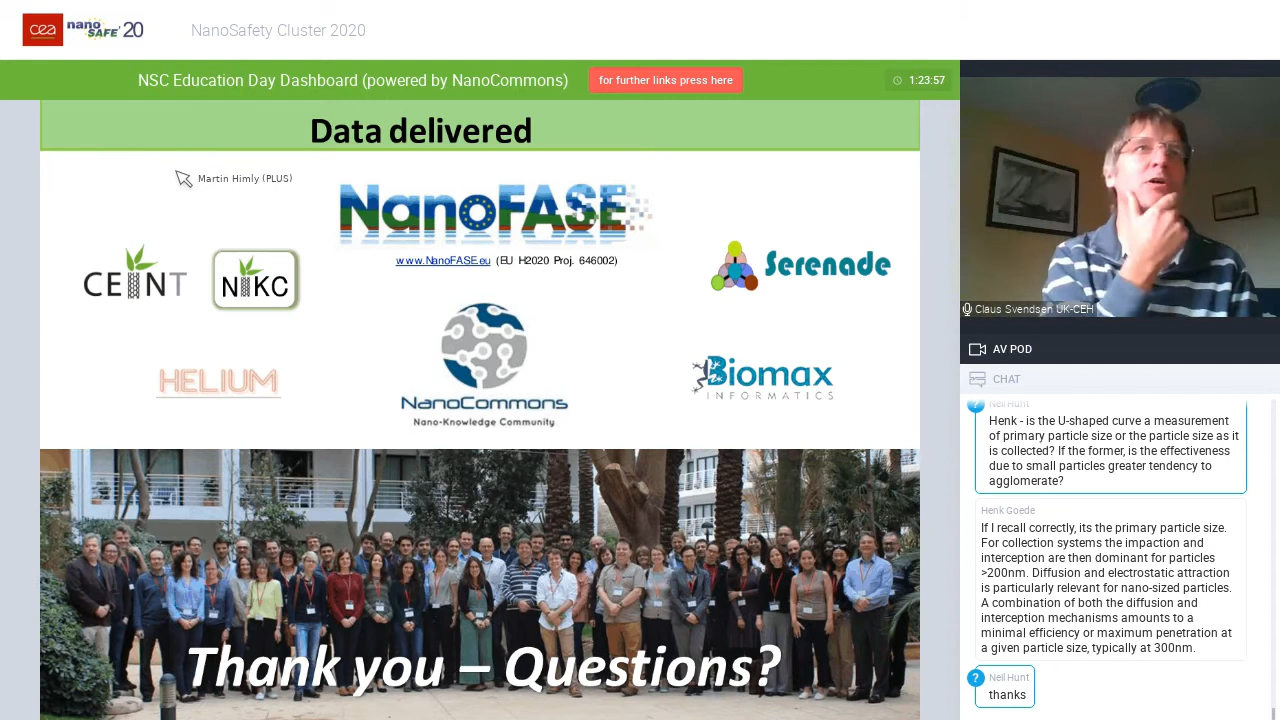 cea nano SAFE' 20
NanoSafety Cluster 2020
NSC Education Day Dashboard (powered by NanoCommons)
for further links press here
1:23:57
Data delivered
Martin Himly (PLUS)
NanoFASE
www.NanoFASE.eu (EU H2020 Proj. 646002)
CEINT
NIKC
Serenade
HELIUM
NanoCommons
Nano-Knowledge Community
Biomax
INFORMATICS
Thank you – Questions?
Claus Svendsen UK-CEH
AV POD
CHAT
Neil Hunt
Henk - is the U-shaped curve a measurement
of primary particle size or the particle size as it
is collected? If the former, is the effectiveness
due to small particles greater tendency to
agglomerate?
Henk Goede
If I recall correctly, its the primary particle size.
For collection systems the impaction and
interception are then dominant for particles
>200nm. Diffusion and electrostatic attraction
is particularly relevant for nano-sized particles.
A combination of both the diffusion and
interception mechanisms amounts to a
minimal efficiency or maximum penetration at
a given particle size, typically at 300nm.
Neil Hunt
thanks